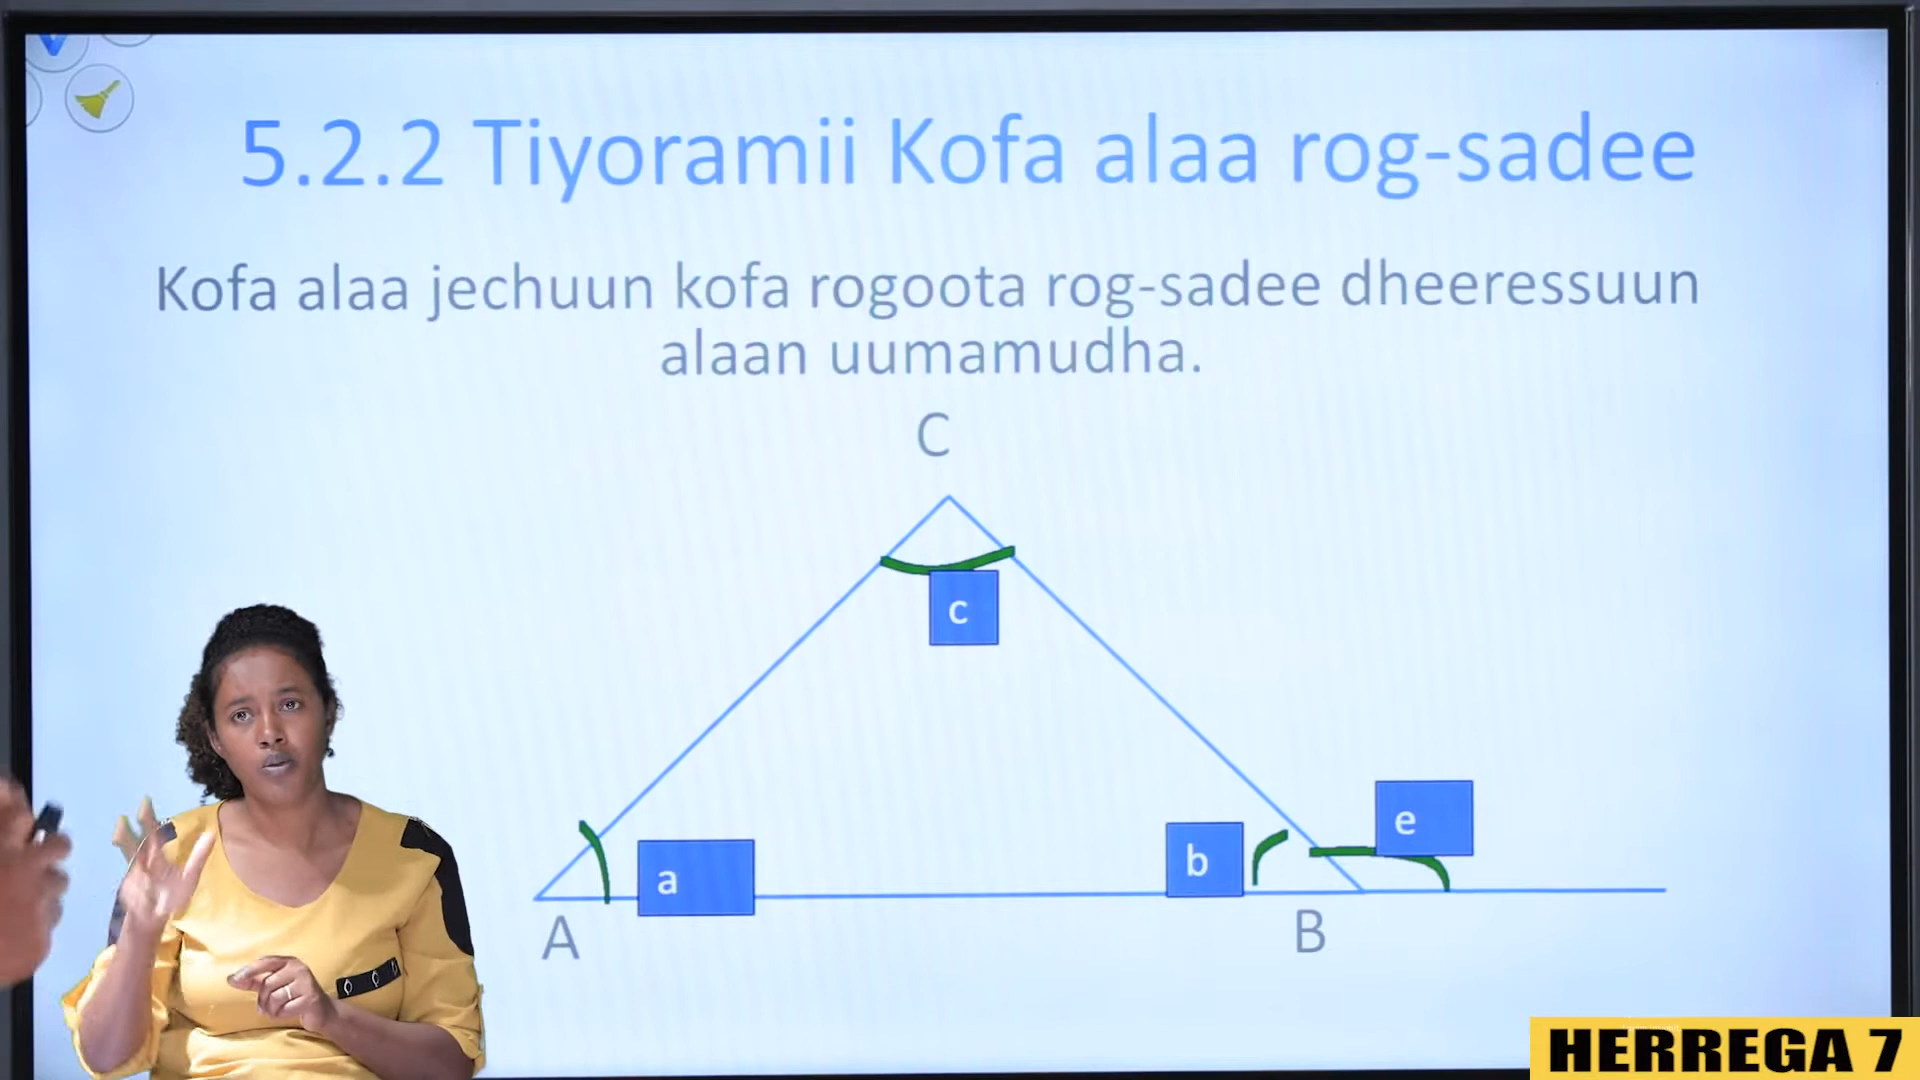 5.2.2 Tiyoramii Kofa alaa rog-sadee
Kofa alaa jechuun kofa rogoota rog-sadee dheeressuun
alaan uumamudha.
C
c
a
b
e
A
B
HERREGA 7